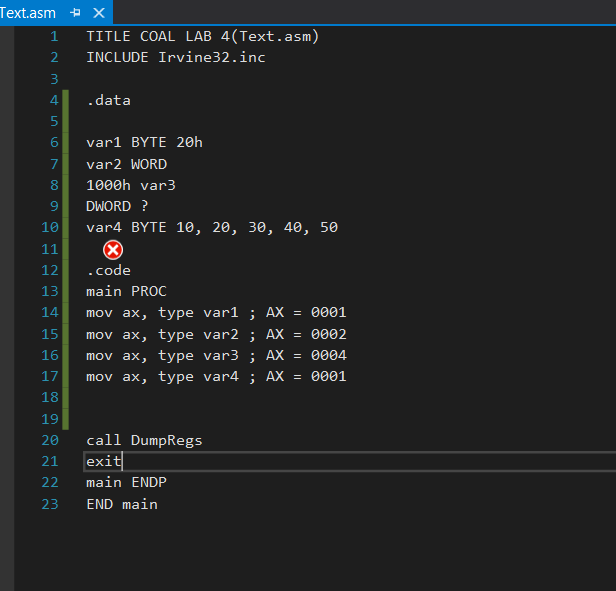 Text.asm
1 TITLE COAL LAB 4(Text.asm)
2 INCLUDE Irvine32.inc
3
4 .data
5
6 var1 BYTE 20h
7 var2 WORD
8 1000h var3
9 DWORD ?
10 var4 BYTE 10, 20, 30, 40, 50
11
12 .code
13 main PROC
14 mov ax, type var1 ; AX = 0001
15 mov ax, type var2 ; AX = 0002
16 mov ax, type var3 ; AX = 0004
17 mov ax, type var4 ; AX = 0001
18
19
20 call DumpRegs
21 exit
22 main ENDP
23 END main